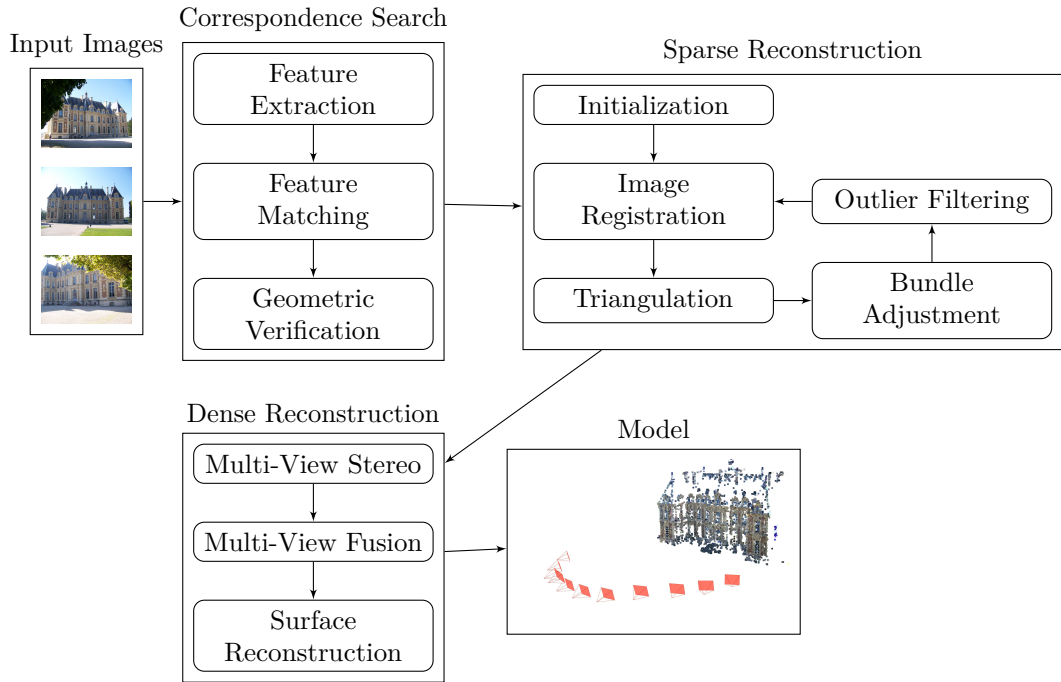 Input Images
Correspondence Search
Feature
Extraction
Feature
Matching
Geometric
Verification
Sparse Reconstruction
Initialization
Image
Registration
Triangulation
Outlier Filtering
Bundle
Adjustment
Dense Reconstruction
Multi-View Stereo
Multi-View Fusion
Surface
Reconstruction
Model